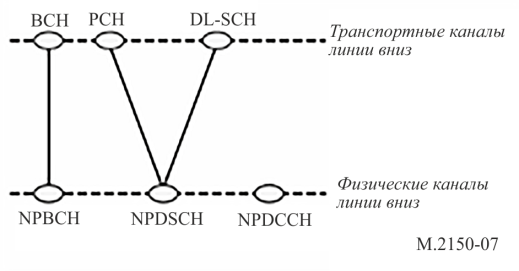 BCH PCH DL-SCH
Транспортные каналы
линии вниз
Физические каналы
линии вниз
NPBCH NPDSCH NPDCCH
M.2150-07